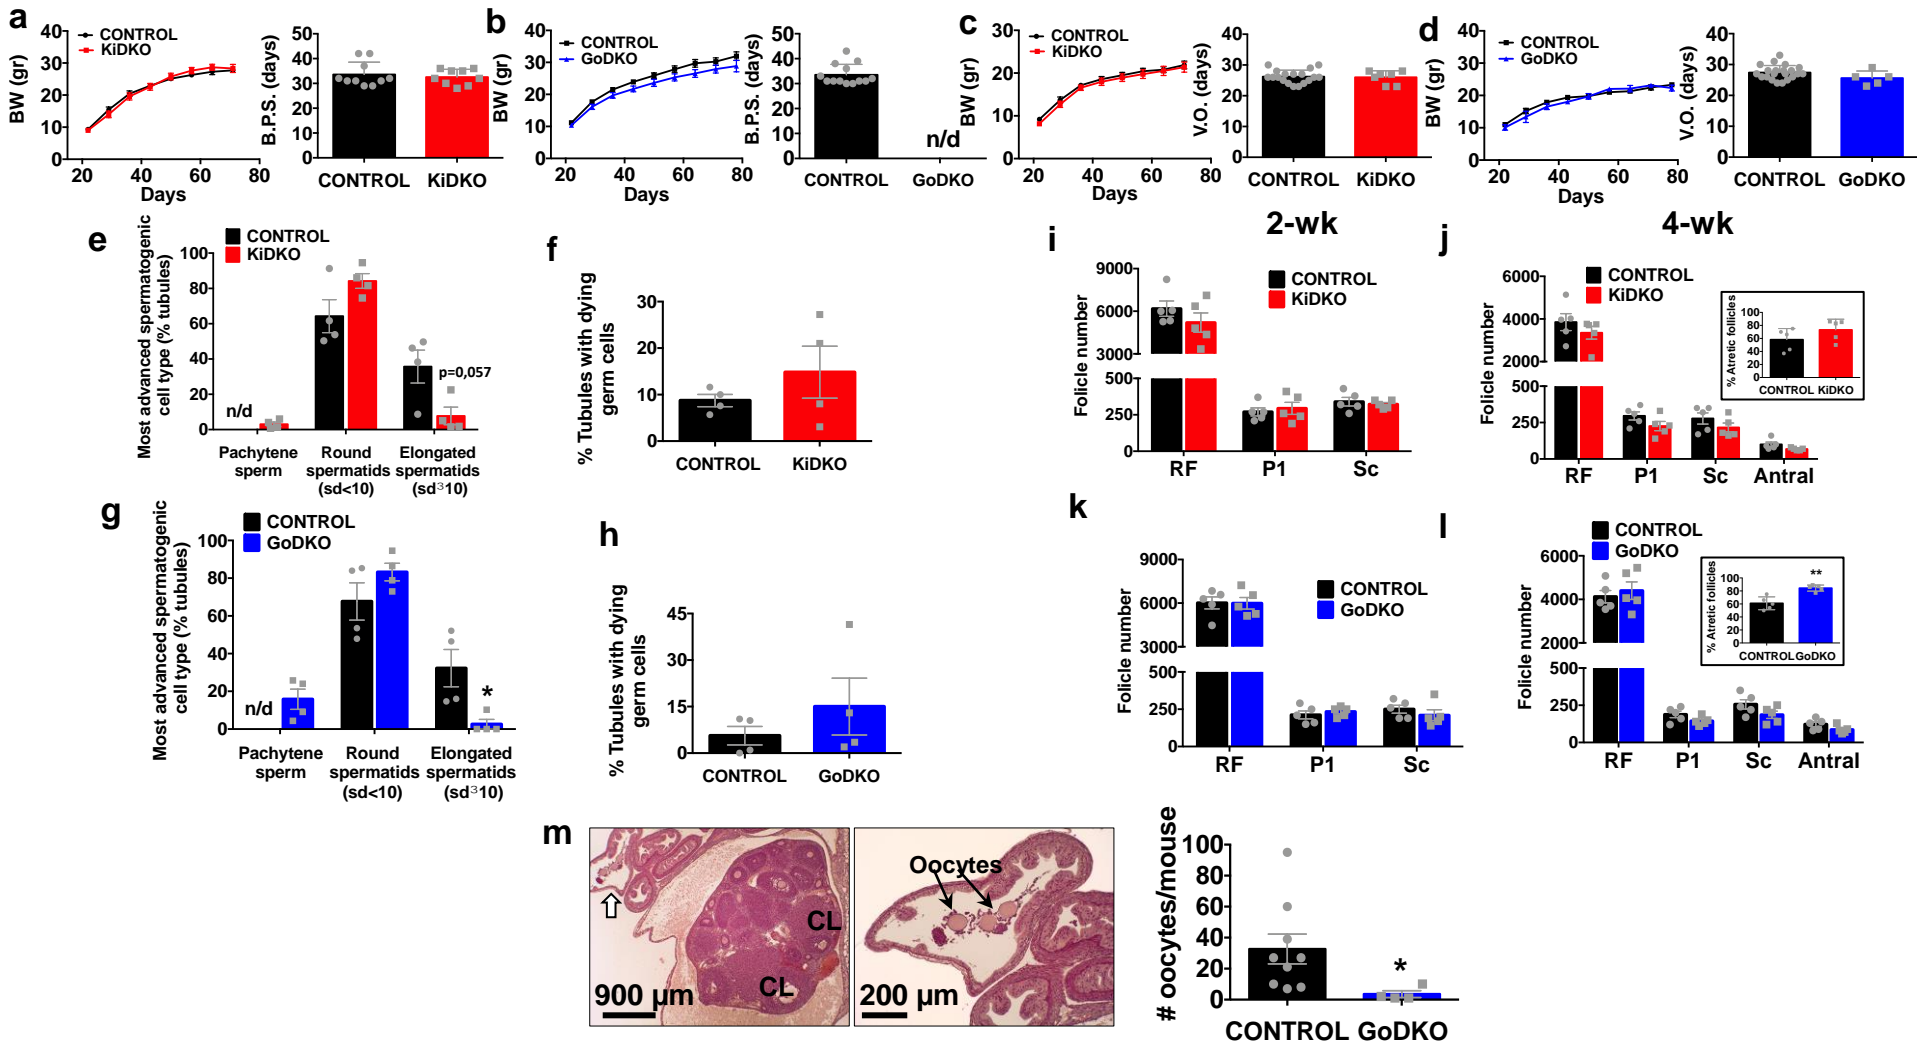 a
BW (gr)
40
30
20
10
0
20
40
60
80
Days
CONTROL
KiDKO
B.P.S. (days)
50
40
30
20
10
0
CONTROL
KiDKO
b
BW (gr)
40
30
20
10
0
20
40
60
80
Days
CONTROL
GoDKO
B.P.S. (days)
50
40
30
20
10
0
n/d
CONTROL
GoDKO
c
BW (gr)
30
20
10
0
20
40
60
80
Days
CONTROL
KiDKO
V.O. (days)
40
30
20
10
0
CONTROL
KiDKO
d
BW (gr)
40
30
20
10
0
20
40
60
80
Days
CONTROL
GoDKO
V.O. (days)
40
30
20
10
0
CONTROL
GoDKO
e
Most advanced spermatogenic
cell type (% tubules)
CONTROL
KiDKO
100
80
60
40
20
0
n/d
p=0,057
Pachytene
sperm
Round
spermatids
(sd<10)
Elongated
spermatids
(sd³10)
f
% Tubules with dying
germ cells
30
20
10
0
CONTROL
KiDKO
g
Most advanced spermatogenic
cell type (% tubules)
CONTROL
GoDKO
100
80
60
40
20
0
n/d
*
Pachytene
sperm
Round
spermatids
(sd<10)
Elongated
spermatids
(sd³10)
h
% Tubules with dying
germ cells
45
30
15
0
CONTROL
GoDKO
2-wk
4-wk
i
Folicle number
9000
6000
3000
500
250
0
CONTROL
KiDKO
RF
P1
Sc
j
Folicle number
6000
4000
2000
500
250
0
CONTROL
KiDKO
RF
P1
Sc
Antral
% Atretic follicles
100
80
60
40
20
0
CONTROL
KiDKO
k
Folicle number
9000
6000
3000
500
250
0
CONTROL
GoDKO
RF
P1
Sc
l
Folicle number
6000
4000
2000
500
250
0
CONTROL
GoDKO
RF
P1
Sc
Antral
% Atretic follicles
100
80
60
40
20
0
**
CONTROL
GoDKO
m
CL
CL
900 µm
Oocytes
200 µm
# oocytes/mouse
100
80
60
40
20
0
*
CONTROL
GoDKO